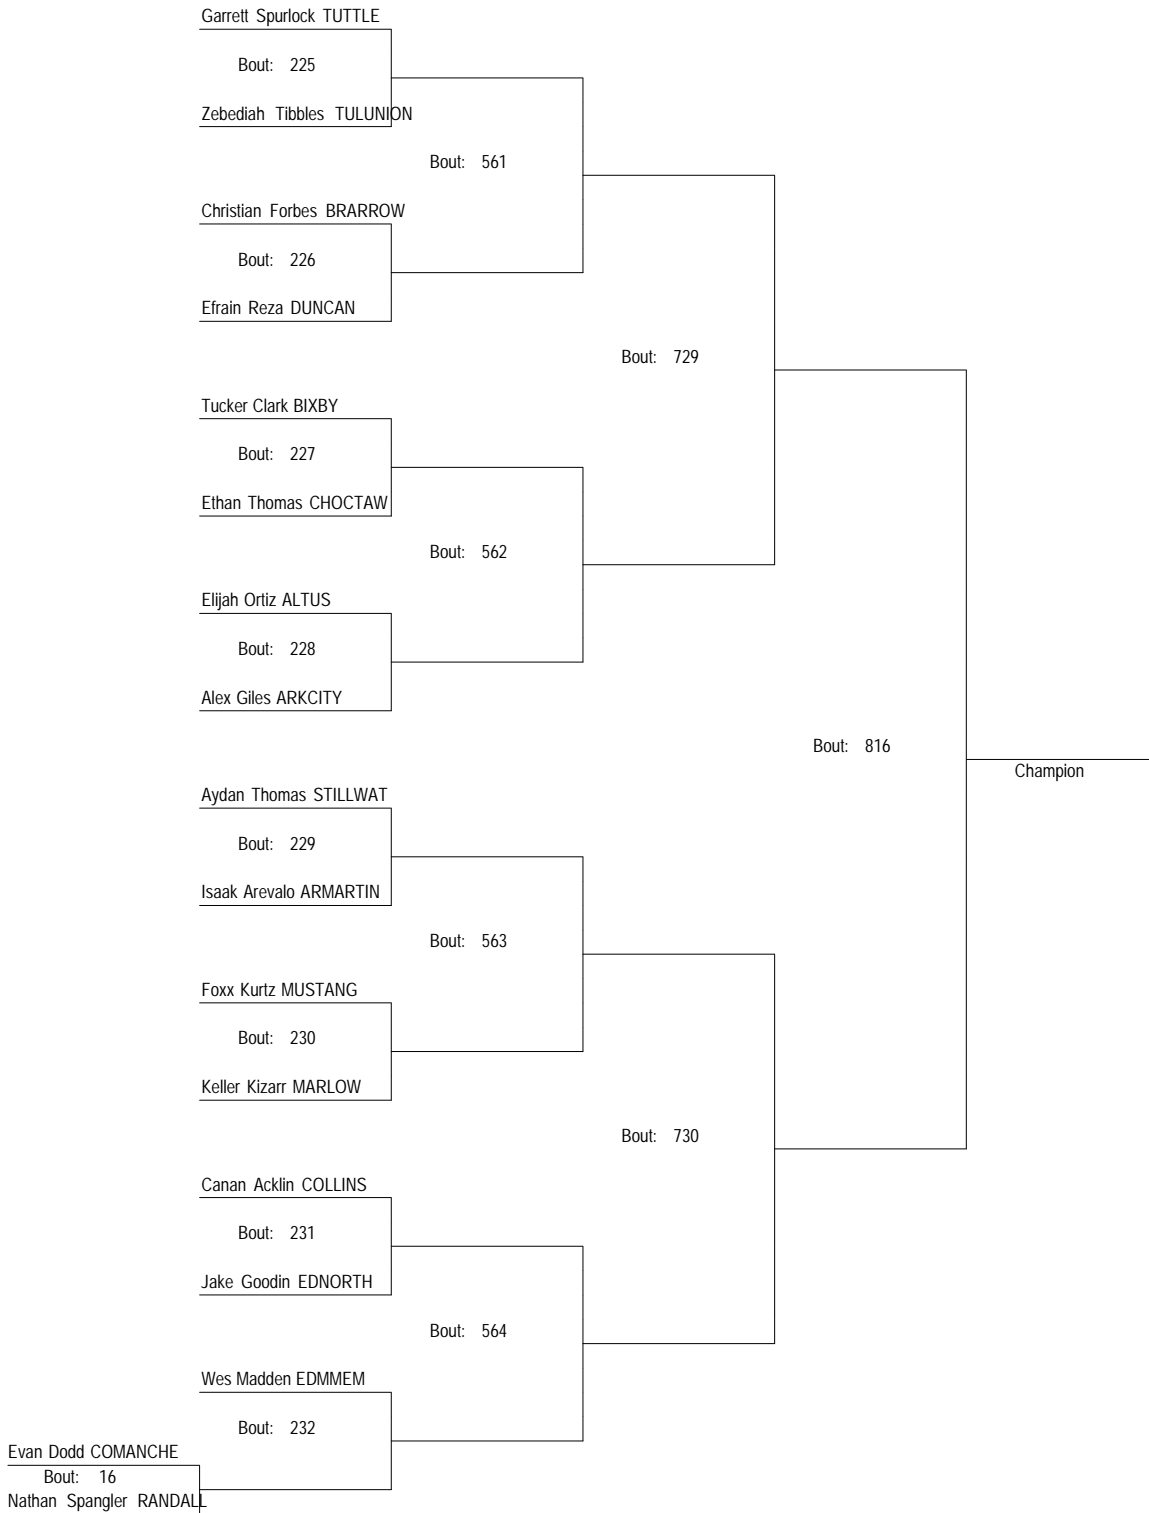 Garrett Spurlock TUTTLE
Bout: 225
Zebediah Tibbles TULUNION
Bout: 561
Christian Forbes BRARROW
Bout: 226
Efrain Reza DUNCAN
Bout: 729
Tucker Clark BIXBY
Bout: 227
Ethan Thomas CHOCTAW
Bout: 562
Elijah Ortiz ALTUS
Bout: 228
Alex Giles ARKCITY
Bout: 816
Champion
Aydan Thomas STILLWAT
Bout: 229
Isaak Arevalo ARMARTIN
Bout: 563
Foxx Kurtz MUSTANG
Bout: 230
Keller Kizarr MARLOW
Bout: 730
Canan Acklin COLLINS
Bout: 231
Jake Goodin EDNORTH
Bout: 564
Wes Madden EDMMEM
Bout: 232
Evan Dodd COMANCHE
Bout: 16
Nathan Spangler RANDALL